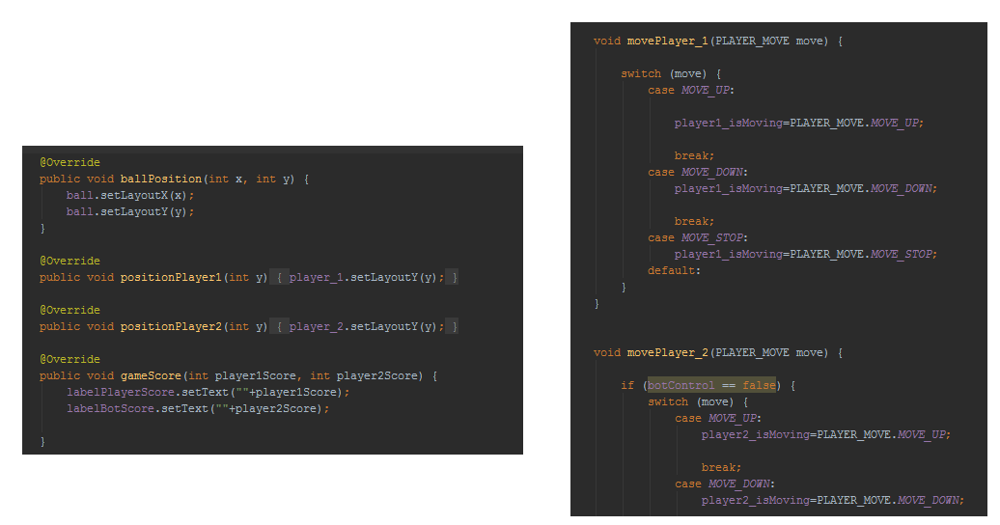 @Override
public void ballPosition(int x, int y) {
ball.setLayoutX(x);
ball.setLayoutY(y);
}
@Override
public void positionPlayer1(int y) { player_1.setLayoutY(y); }
@Override
public void positionPlayer2(int y) { player_2.setLayoutY(y); }
@Override
public void gameScore(int player1Score, int player2Score) {
labelPlayerScore.setText(""+player1Score);
labelBotScore.setText(""+player2Score);
}
void movePlayer_1(PLAYER_MOVE move) {
switch (move) {
case MOVE_UP:
player1_isMoving=PLAYER_MOVE.MOVE_UP;
break;
case MOVE_DOWN:
player1_isMoving=PLAYER_MOVE.MOVE_DOWN;
break;
case MOVE_STOP:
player1_isMoving=PLAYER_MOVE.MOVE_STOP;
default:
}
}
void movePlayer_2(PLAYER_MOVE move) {
if (botControl == false) {
switch (move) {
case MOVE_UP:
player2_isMoving=PLAYER_MOVE.MOVE_UP;
break;
case MOVE_DOWN:
player2_isMoving=PLAYER_MOVE.MOVE_DOWN;